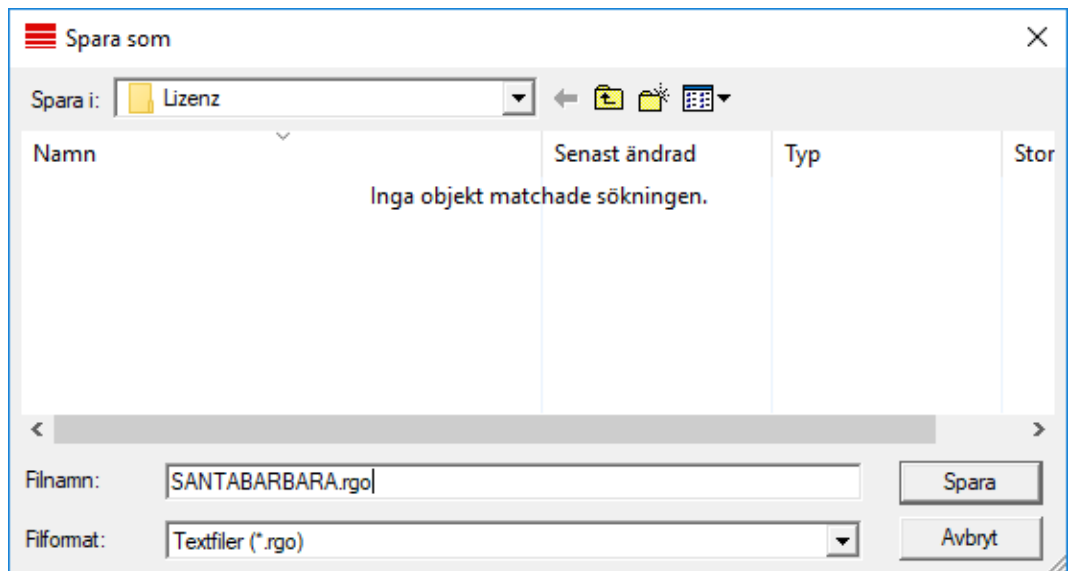 Spara som
Spara i: Lizenz
Namn Senast ändrad Typ Stor
Inga objekt matchade sökningen.
Filnamn: SANTABARBARA.rgo Spara
Filformat: Textfiler (*.rgo) Avbryt